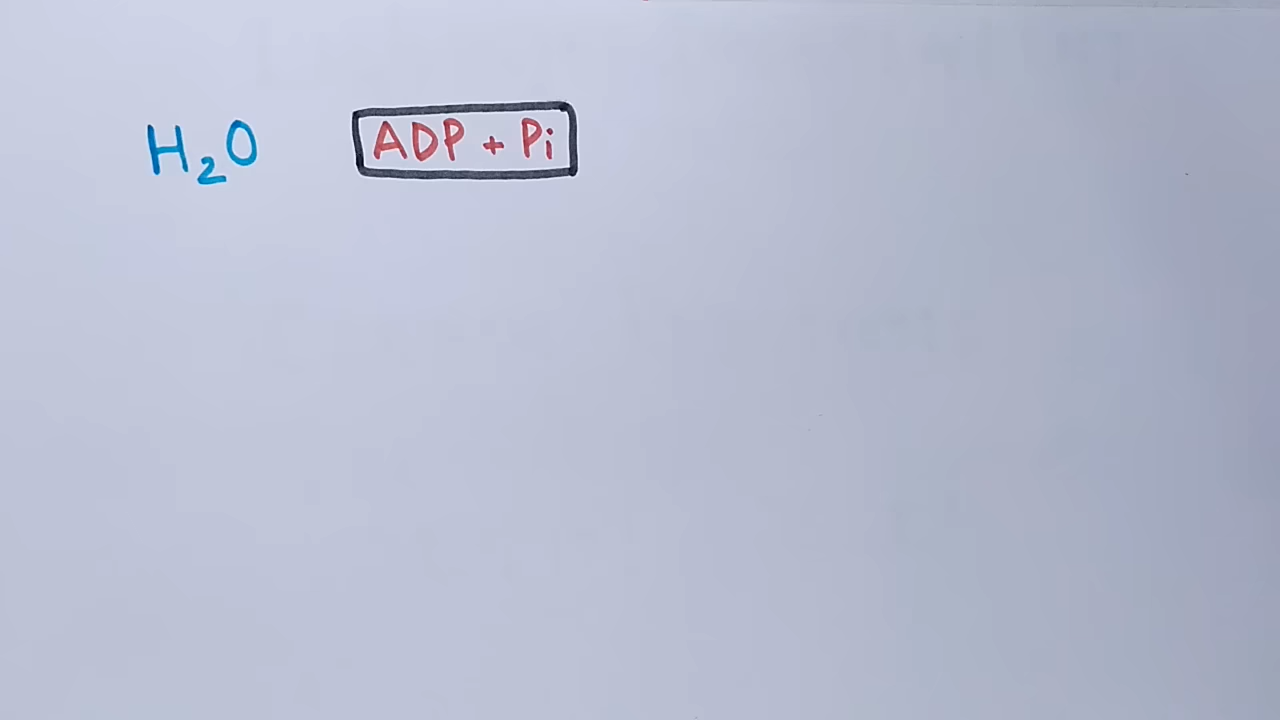 H₂O ADP + Pi